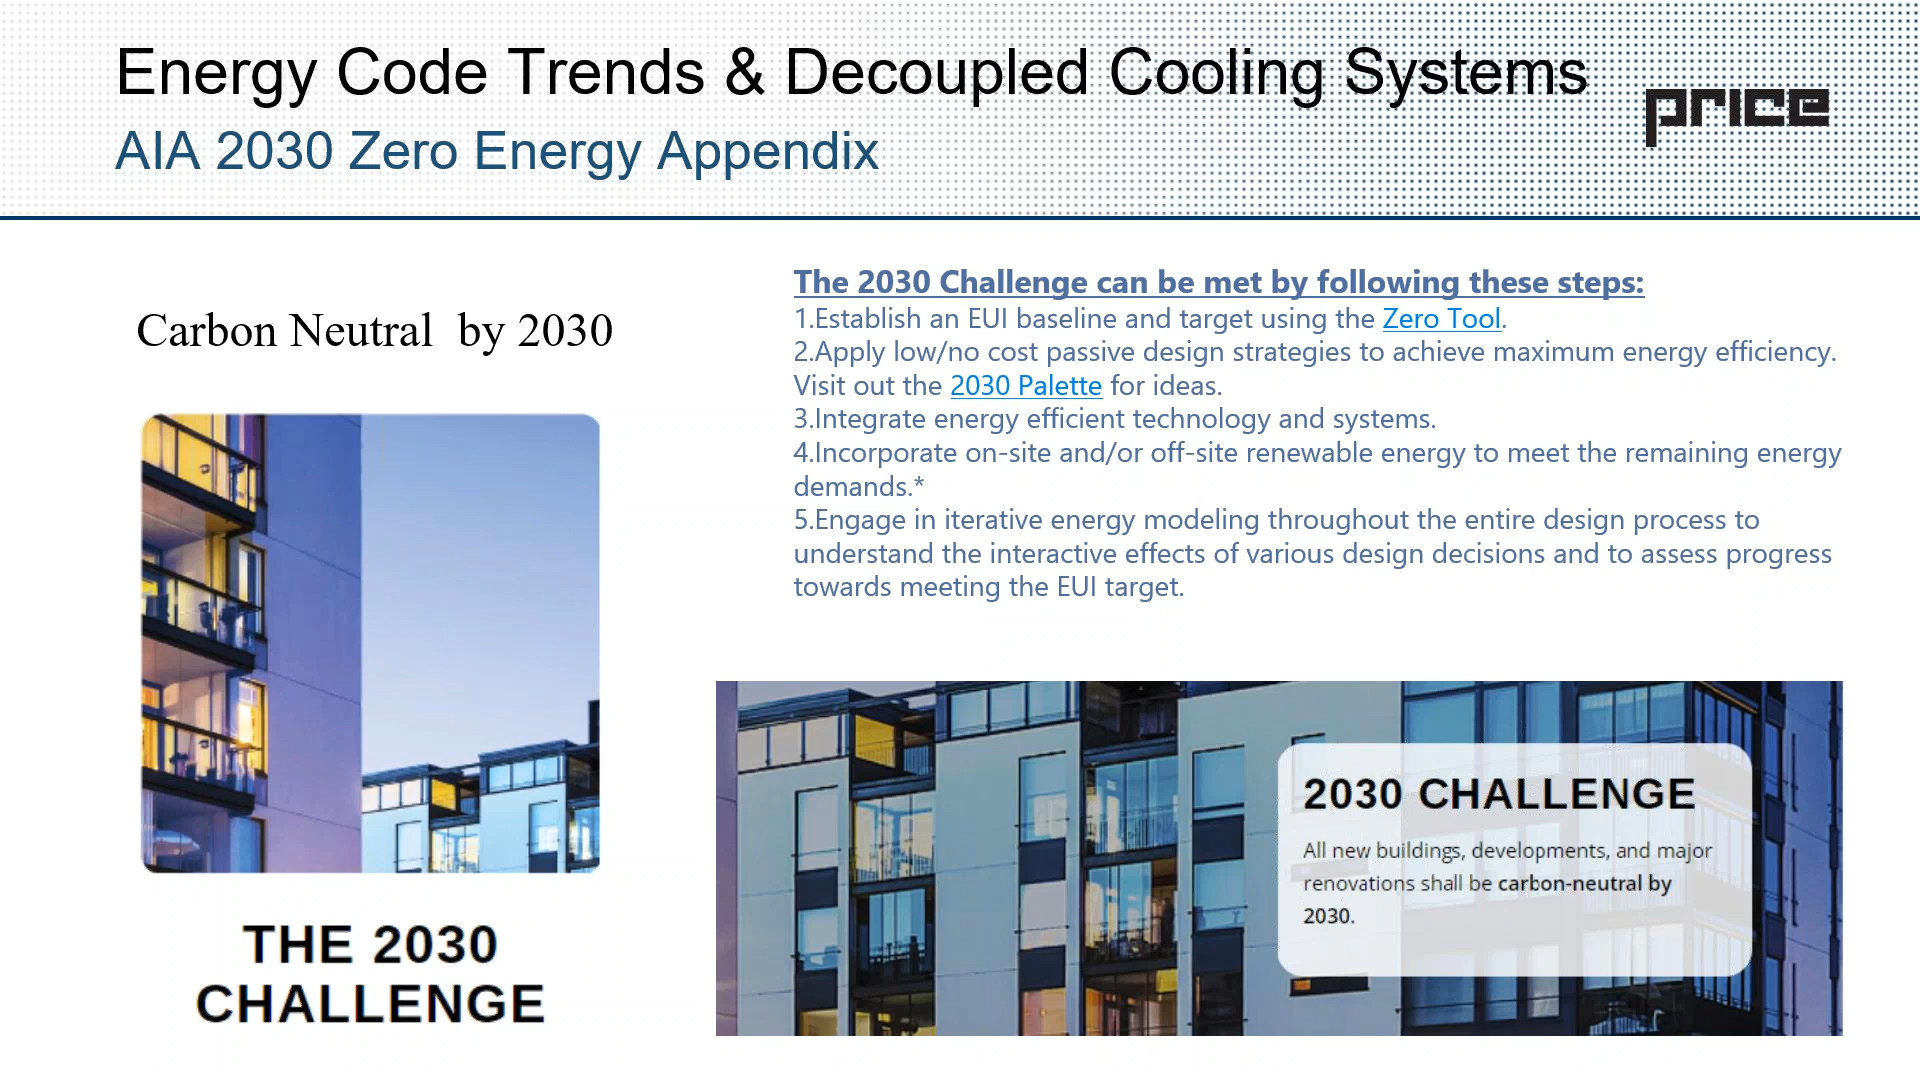 Energy Code Trends & Decoupled Cooling Systems
price
AIA 2030 Zero Energy Appendix
Carbon Neutral  by 2030
THE 2030
CHALLENGE
The 2030 Challenge can be met by following these steps:
1.Establish an EUI baseline and target using the Zero Tool.
2.Apply low/no cost passive design strategies to achieve maximum energy efficiency.
Visit out the 2030 Palette for ideas.
3.Integrate energy efficient technology and systems.
4.Incorporate on-site and/or off-site renewable energy to meet the remaining energy
demands.*
5.Engage in iterative energy modeling throughout the entire design process to
understand the interactive effects of various design decisions and to assess progress
towards meeting the EUI target.
2030 CHALLENGE
All new buildings, developments, and major
renovations shall be carbon-neutral by
2030.